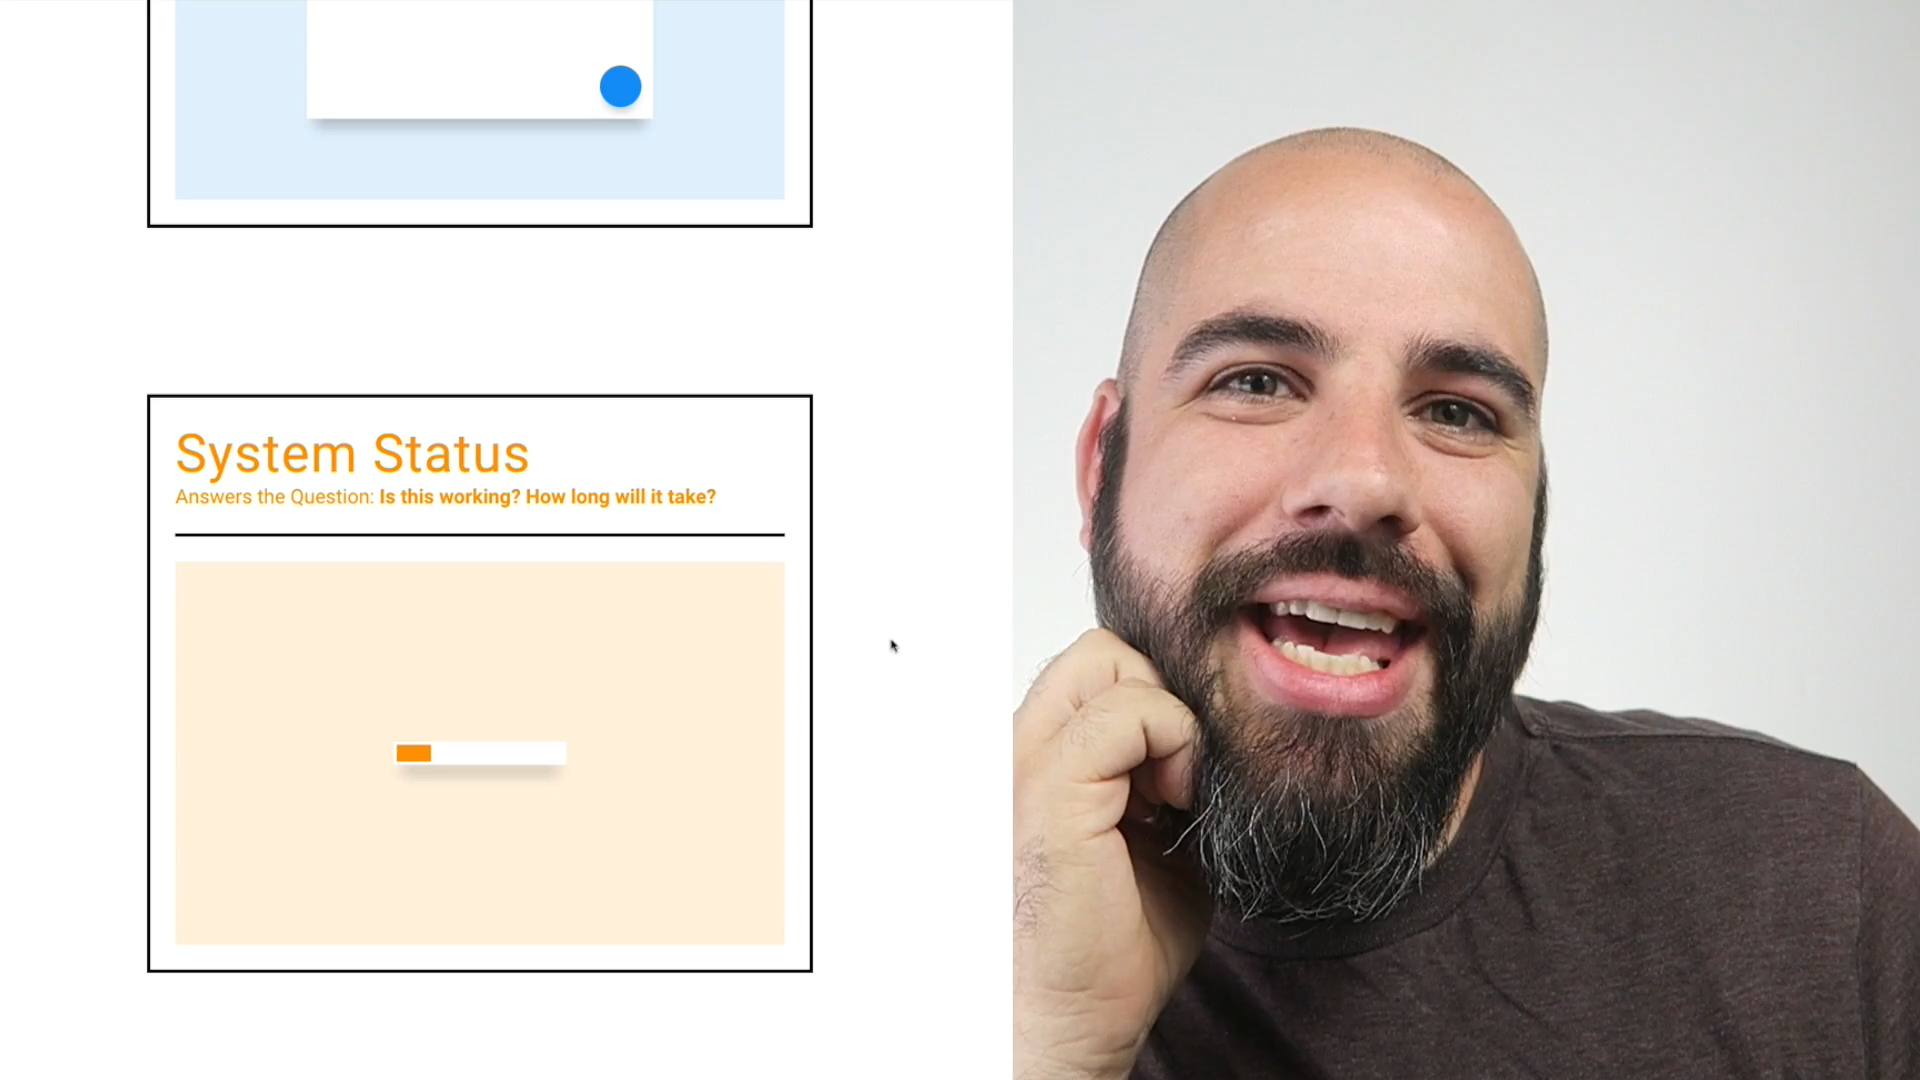 System Status
Answers the Question: Is this working? How long will it take?